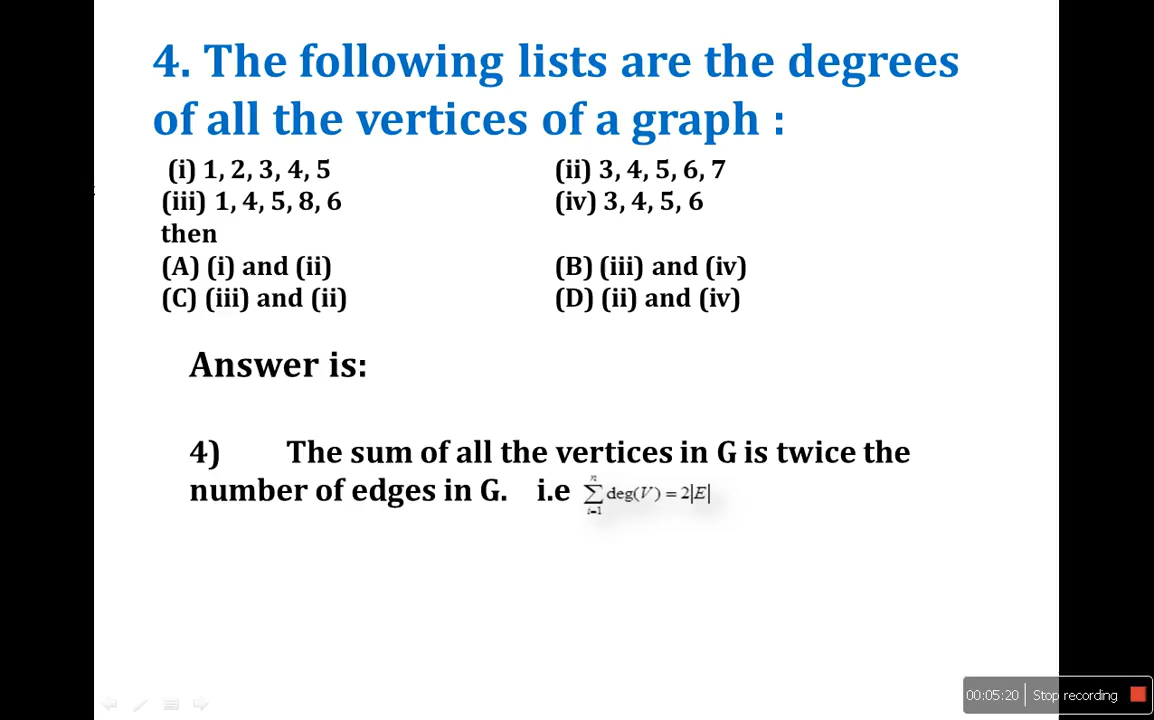 4. The following lists are the degrees
of all the vertices of a graph :
(i) 1, 2, 3, 4, 5 (ii) 3, 4, 5, 6, 7
(iii) 1, 4, 5, 8, 6 (iv) 3, 4, 5, 6
then
(A) (i) and (ii) (B) (iii) and (iv)
(C) (iii) and (ii) (D) (ii) and (iv)
Answer is:
4) The sum of all the vertices in G is twice the
number of edges in G. i.e ∑ⁿᵢ₌₁ deg(V) = 2|E|
00:05:20 Stop recording